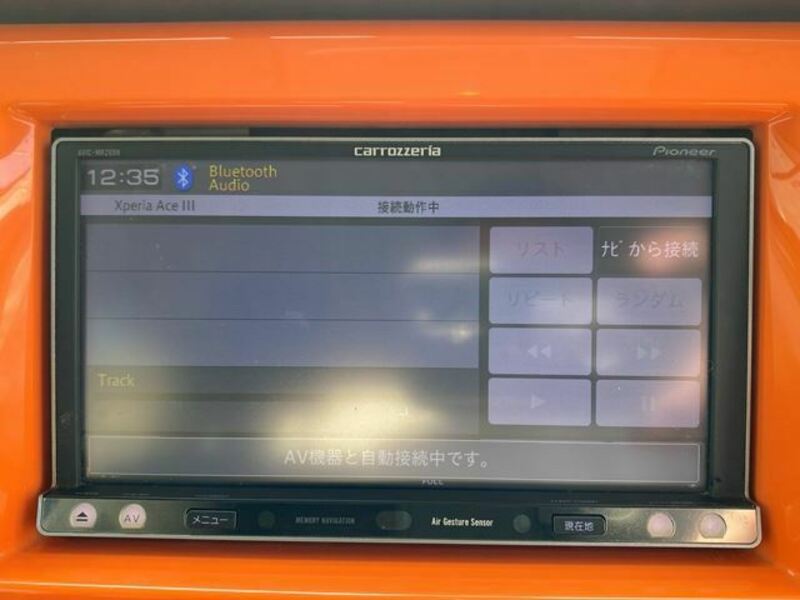 carrozzeria
Pioneer
12:35
Bluetooth
Audio
Xperia Ace III
接続動作中
リスト
ﾅﾋﾞから接続
リピート
ランダム
Track
AV機器と自動接続中です。
AV
メニュー
MEMORY NAVIGATION
Air Gesture Sensor
現在地